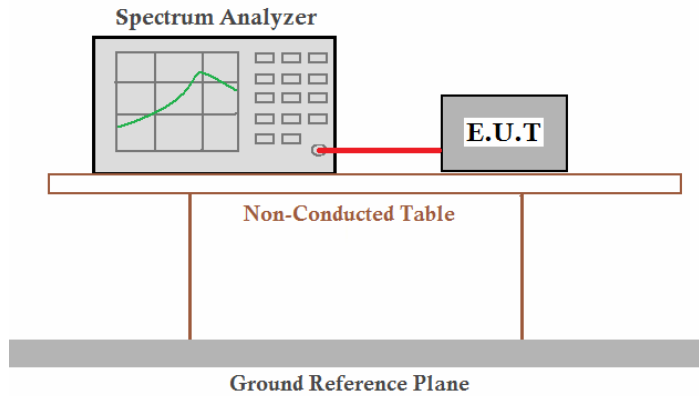 Spectrum Analyzer
E.U.T
Non-Conducted Table
Ground Reference Plane